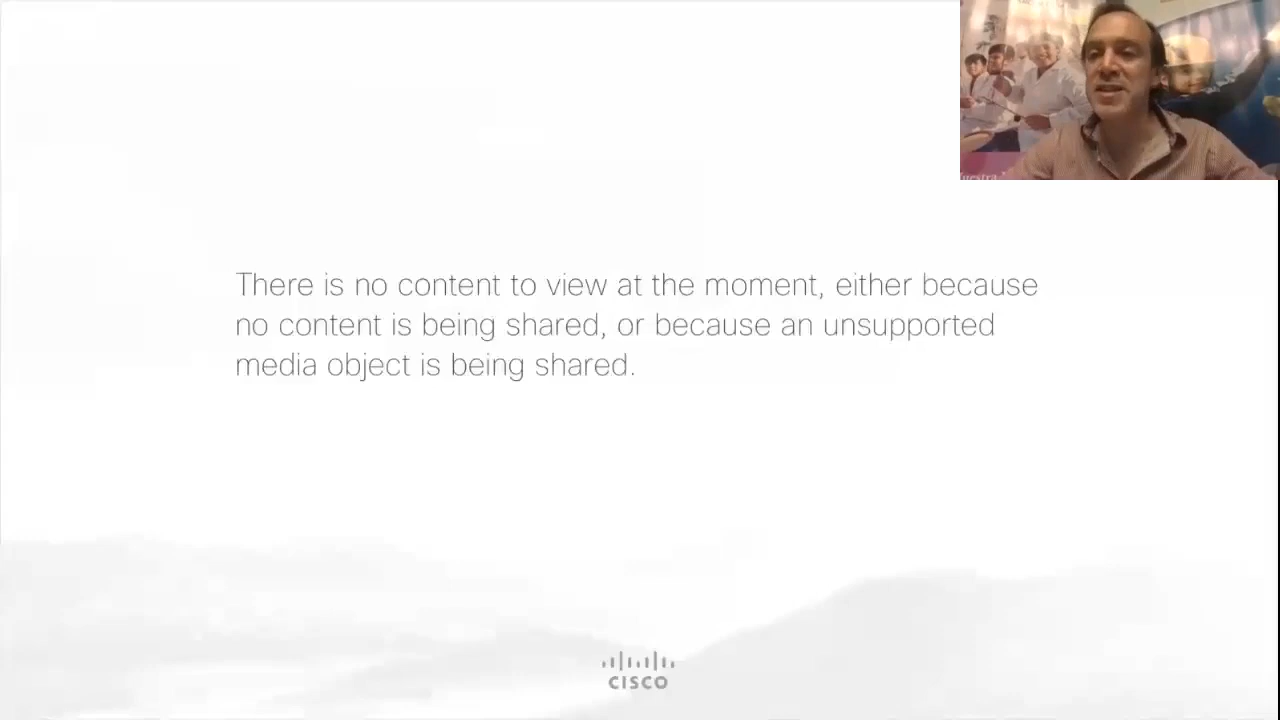 There is no content to view at the moment, either because
no content is being shared, or because an unsupported
media object is being shared.
CISCO